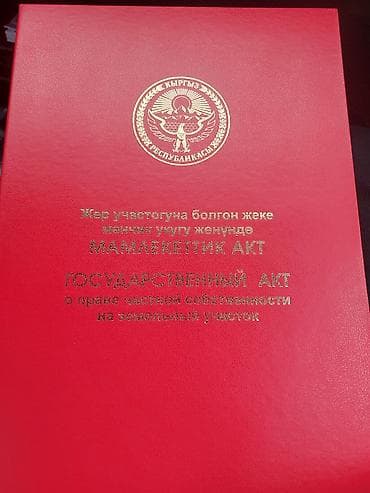 КЫРГЫЗ
РЕСПУБЛИКАСЫ
Жер участогуна болгон жеке
менчик укугу жөнүндө
МАМЛЕКЕТТИК АКТ
ГОСУДАРСТВЕННЫЙ АКТ
о праве частной собственности
на земельный участок